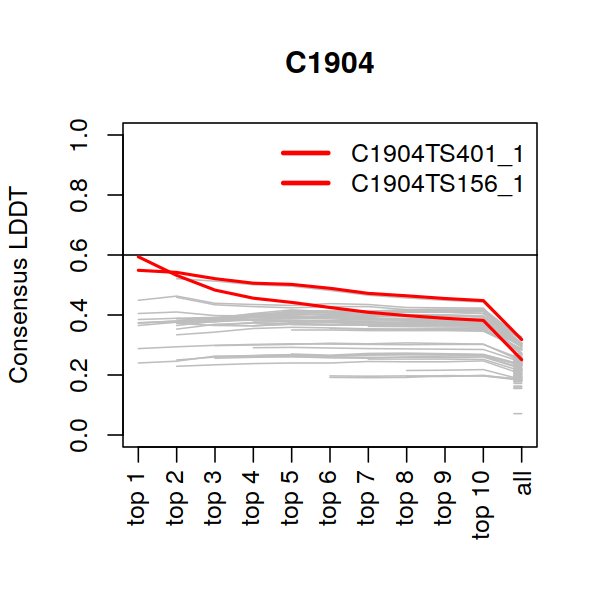 C1904
C1904TS401_1
C1904TS156_1
Consensus LDDT
1.0
0.8
0.6
0.4
0.2
0.0
top 1
top 2
top 3
top 4
top 5
top 6
top 7
top 8
top 9
top 10
all